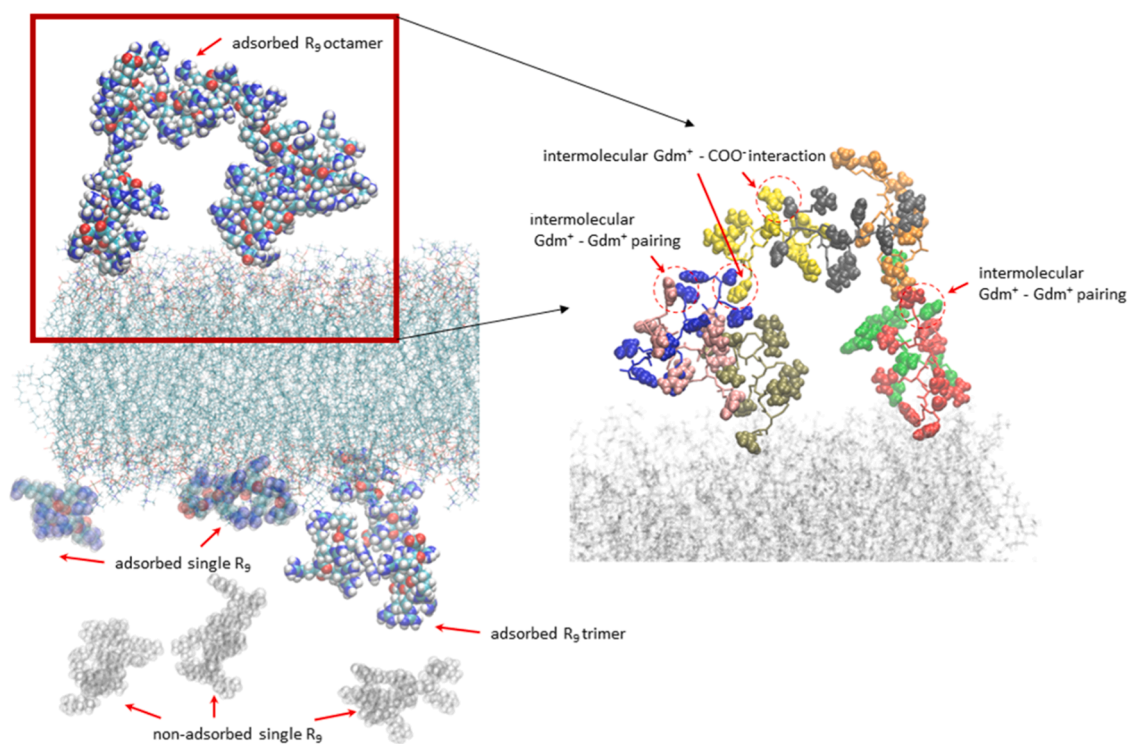 adsorbed R₉ octamer
intermolecular Gdm⁺ - COO⁻ interaction
intermolecular
Gdm⁺ - Gdm⁺ pairing
intermolecular
Gdm⁺ - Gdm⁺ pairing
adsorbed single R₉
adsorbed R₉ trimer
non-adsorbed single R₉